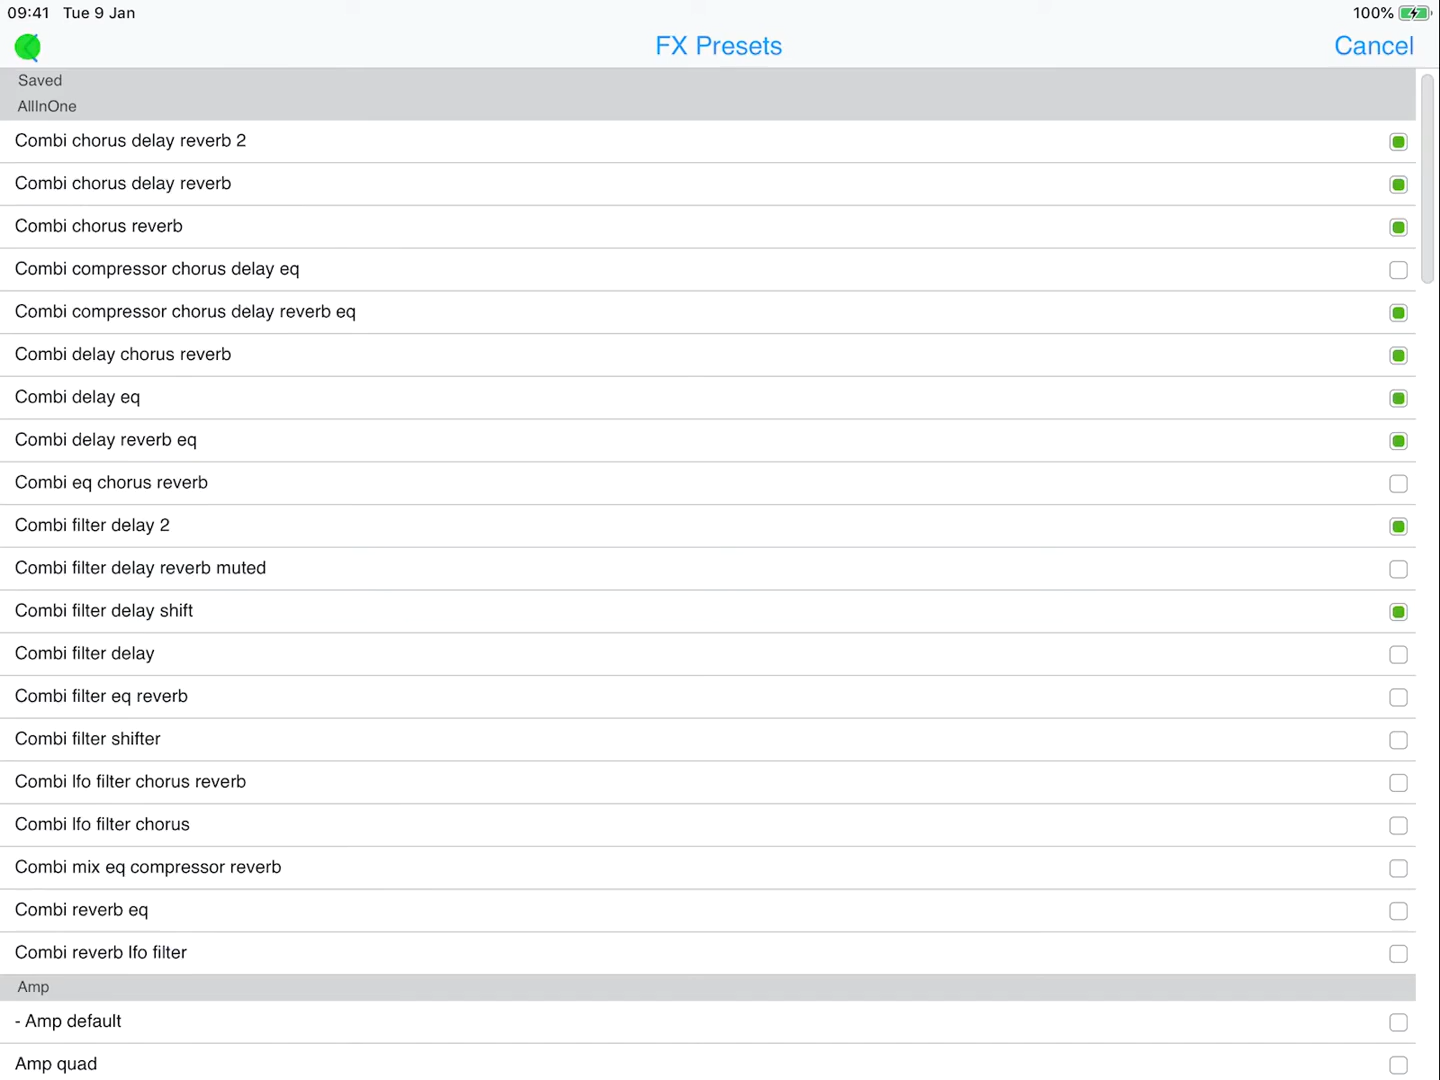 09:41 Tue 9 Jan
100%
FX Presets
Cancel
Saved
AllInOne
Combi chorus delay reverb 2
Combi chorus delay reverb
Combi chorus reverb
Combi compressor chorus delay eq
Combi compressor chorus delay reverb eq
Combi delay chorus reverb
Combi delay eq
Combi delay reverb eq
Combi eq chorus reverb
Combi filter delay 2
Combi filter delay reverb muted
Combi filter delay shift
Combi filter delay
Combi filter eq reverb
Combi filter shifter
Combi lfo filter chorus reverb
Combi lfo filter chorus
Combi mix eq compressor reverb
Combi reverb eq
Combi reverb lfo filter
Amp
- Amp default
Amp quad